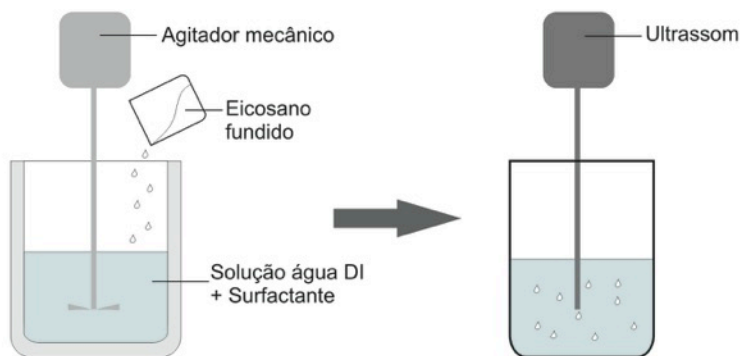 Agitador mecânico
Eicosano
fundido
Solução água DI
+ Surfactante
Ultrassom